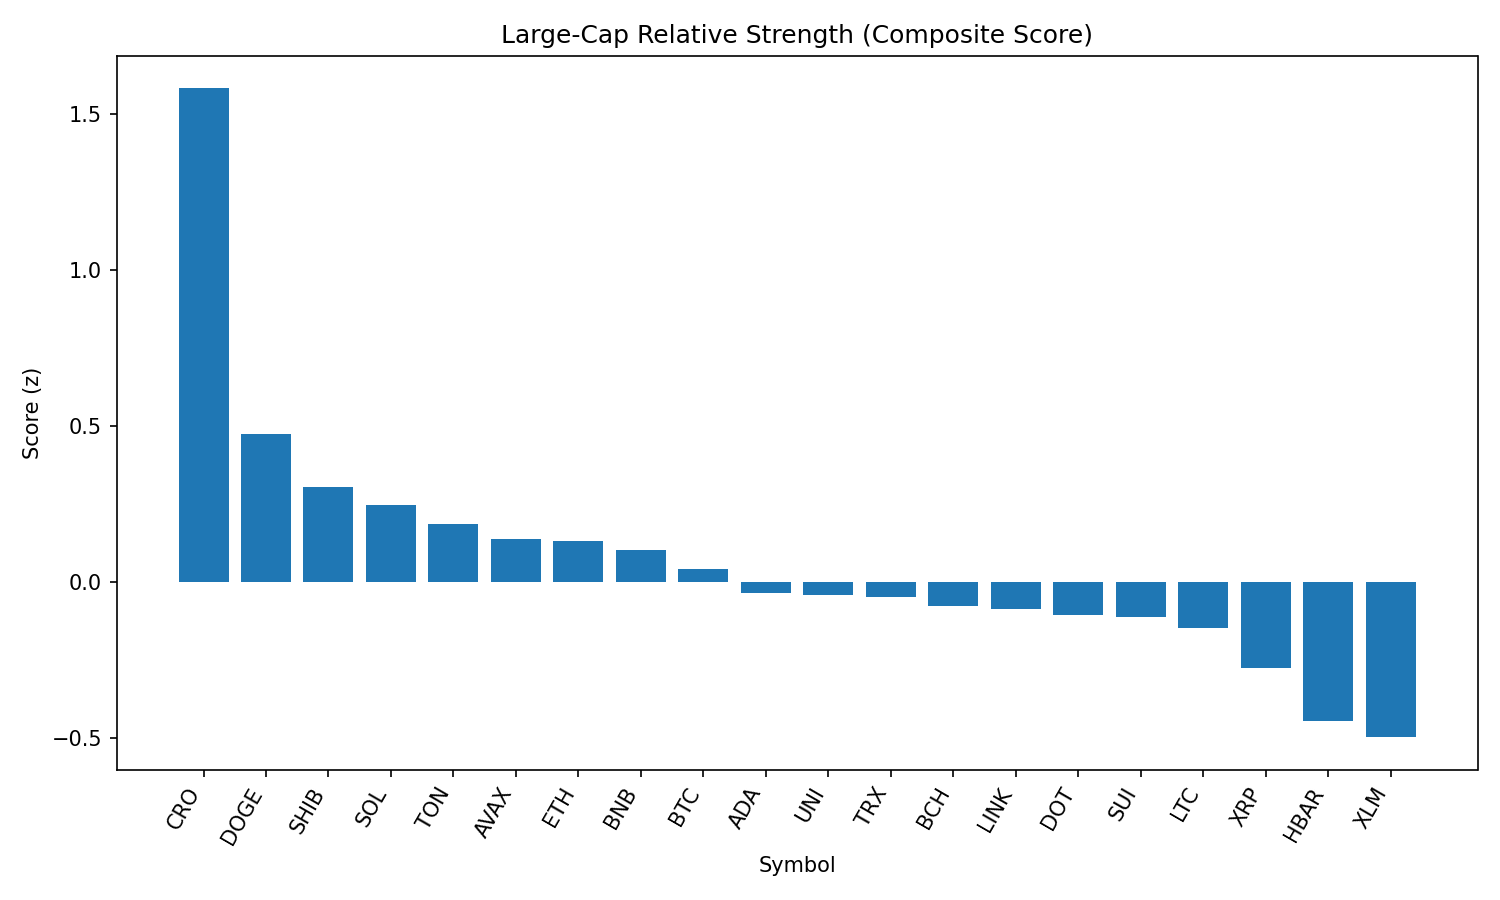 Large-Cap Relative Strength (Composite Score)
Score (z)
1.5
1.0
0.5
0.0
−0.5
CRO
DOGE
SHIB
SOL
TON
AVAX
ETH
BNB
BTC
ADA
UNI
TRX
BCH
LINK
DOT
SUI
LTC
XRP
HBAR
XLM
Symbol